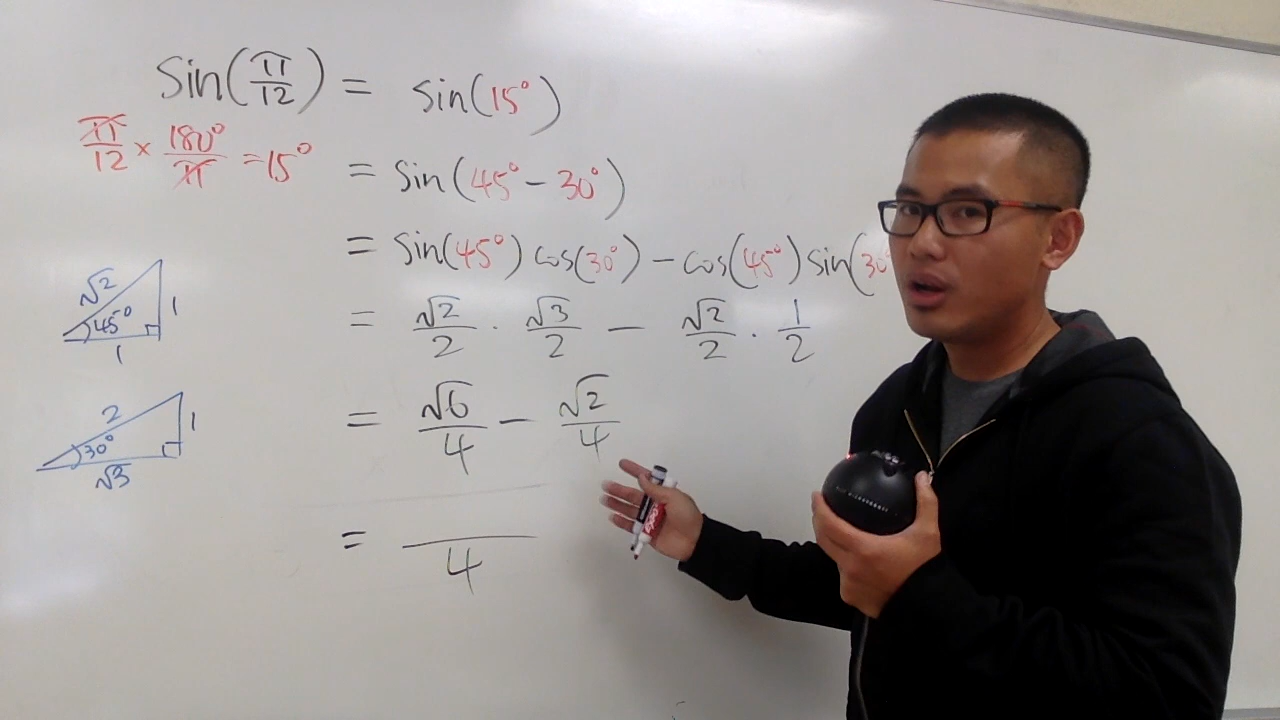 sin(π/12) = sin(15°)
π/12 × 180°/π = 15°
= sin(45° - 30°)
= sin(45°) cos(30°) - cos(45°) sin(30°
= √2/2 · √3/2 - √2/2 · 1/2
= √6/4 - √2/4
= /4
√2
45°
1
1
2
30°
1
√3